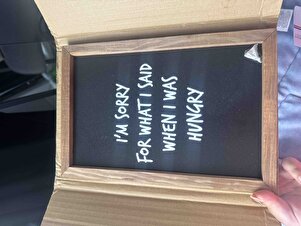 I'M SORRY
FOR WHAT I SAID
WHEN I WAS
HUNGRY